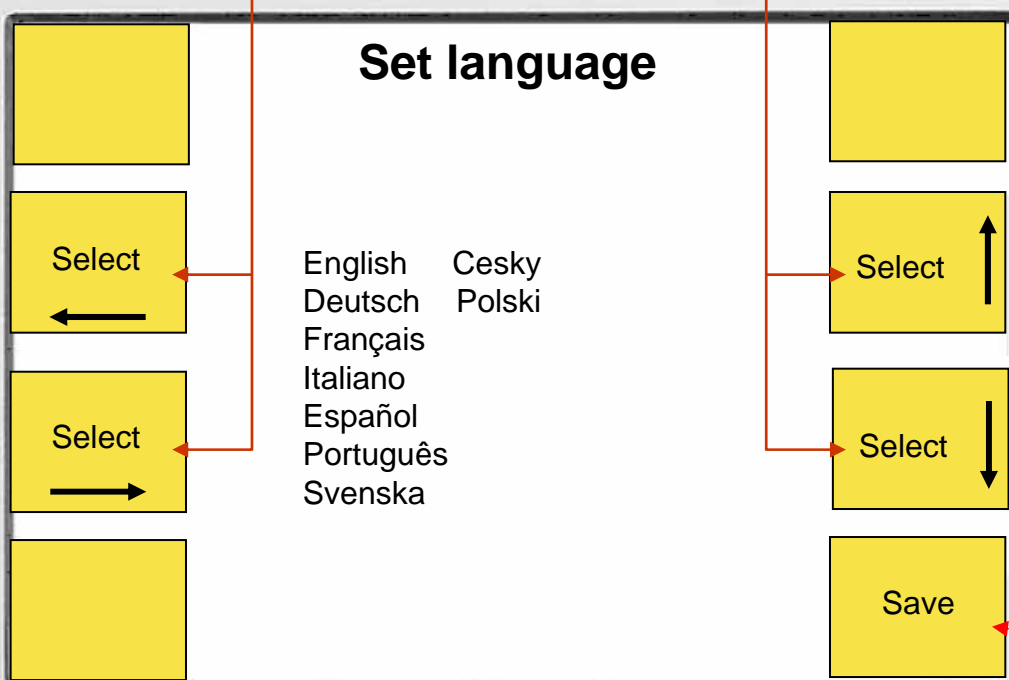 Set language
Select
Select
English Cesky
Deutsch Polski
Français
Italiano
Español
Português
Svenska
Select
Select
Save